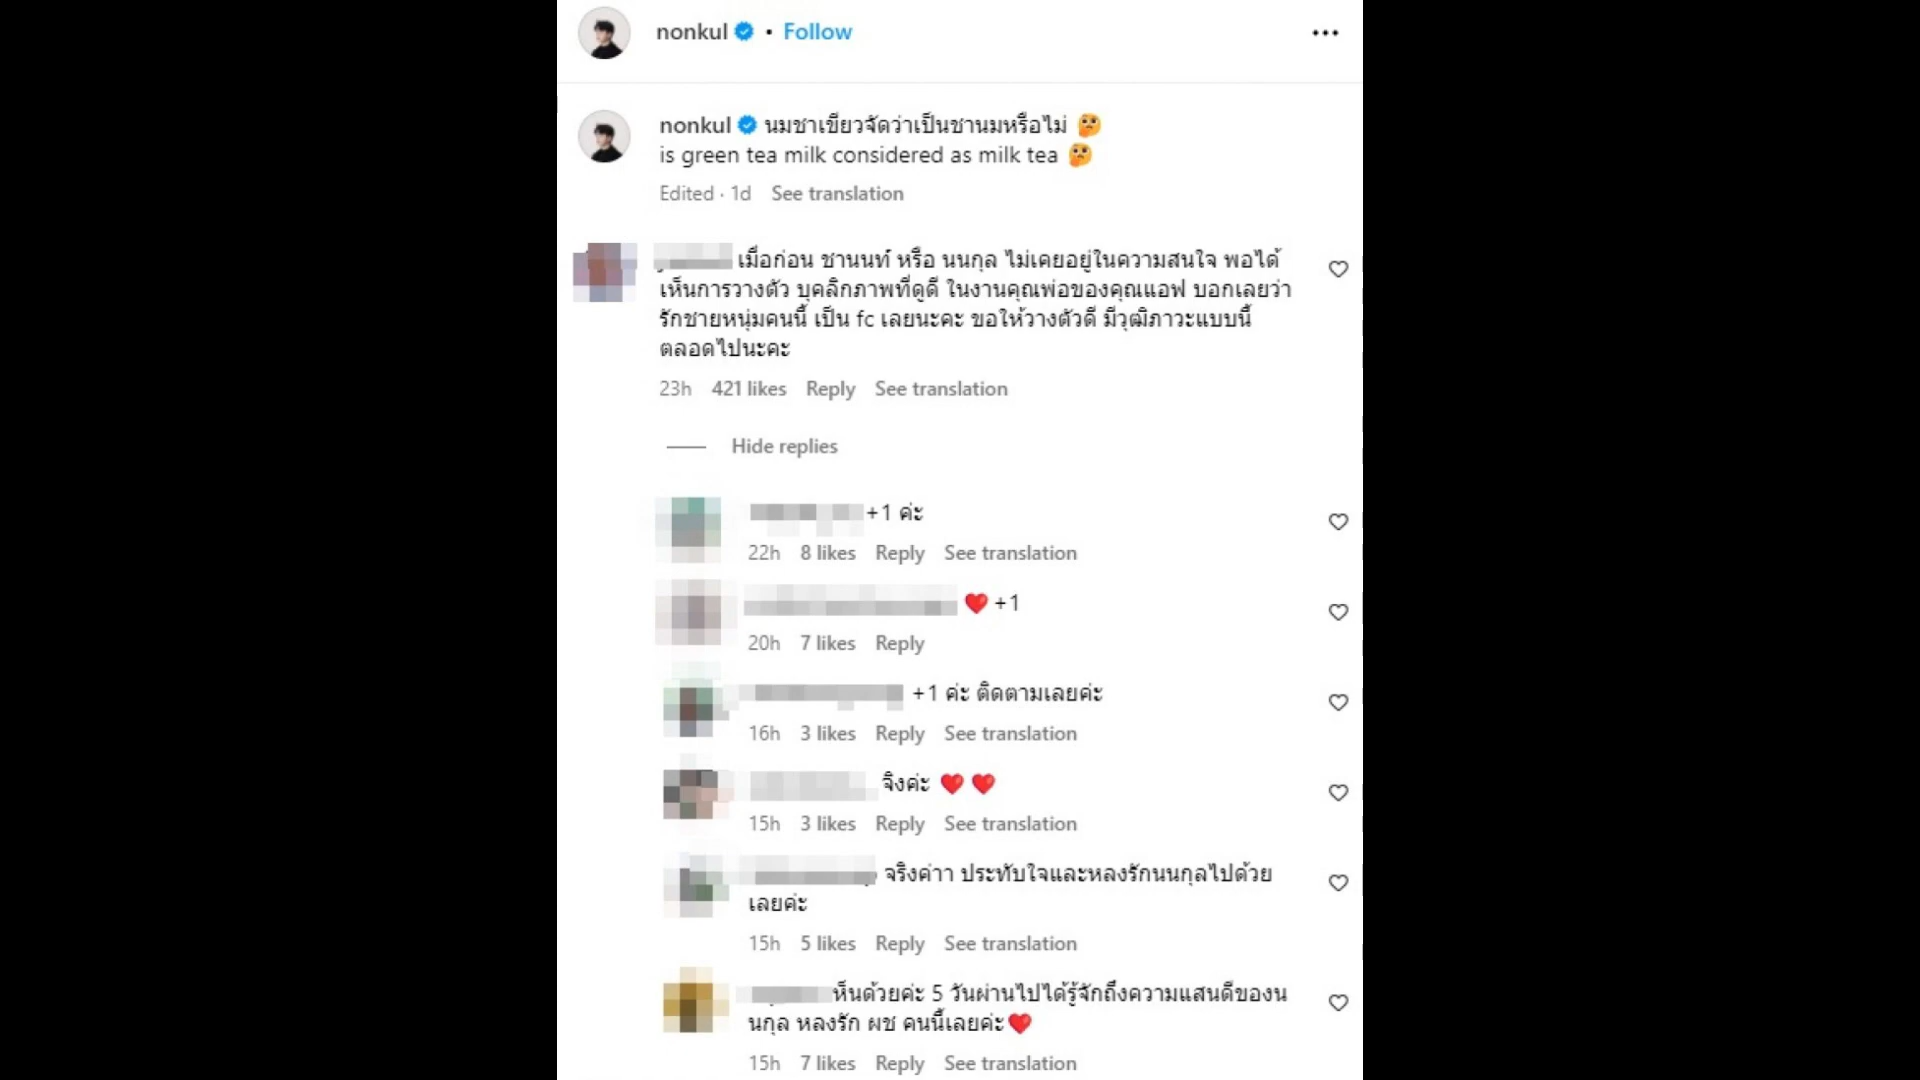 nonkul • Follow
nonkul นมชาเขียวจัดว่าเป็นชานมหรือไม่ 🤔
is green tea milk considered as milk tea 🤔
Edited · 1d See translation
เมื่อก่อน ชานนท์ หรือ นนกุล ไม่เคยอยู่ในความสนใจ พอได้
เห็นการวางตัว บุคลิกภาพที่ดูดี ในงานคุณพ่อของคุณแอฟ บอกเลยว่า
รักชายหนุ่มคนนี้ เป็น fc เลยนะคะ ขอให้วางตัวดี มีวุฒิภาวะแบบนี้
ตลอดไปนะคะ
23h 421 likes Reply See translation
Hide replies
+1 ค่ะ
22h 8 likes Reply See translation
❤️ +1
20h 7 likes Reply
+1 ค่ะ ติดตามเลยค่ะ
16h 3 likes Reply See translation
จิงค่ะ ❤️ ❤️
15h 3 likes Reply See translation
จริงค่าา ประทับใจและหลงรักนนกุลไปด้วย
เลยค่ะ
15h 5 likes Reply See translation
เห็นด้วยค่ะ 5 วันผ่านไปได้รู้จักถึงความแสนดีของน
นกุล หลงรัก ผช คนนี้เลยค่ะ❤️
15h 7 likes Reply See translation